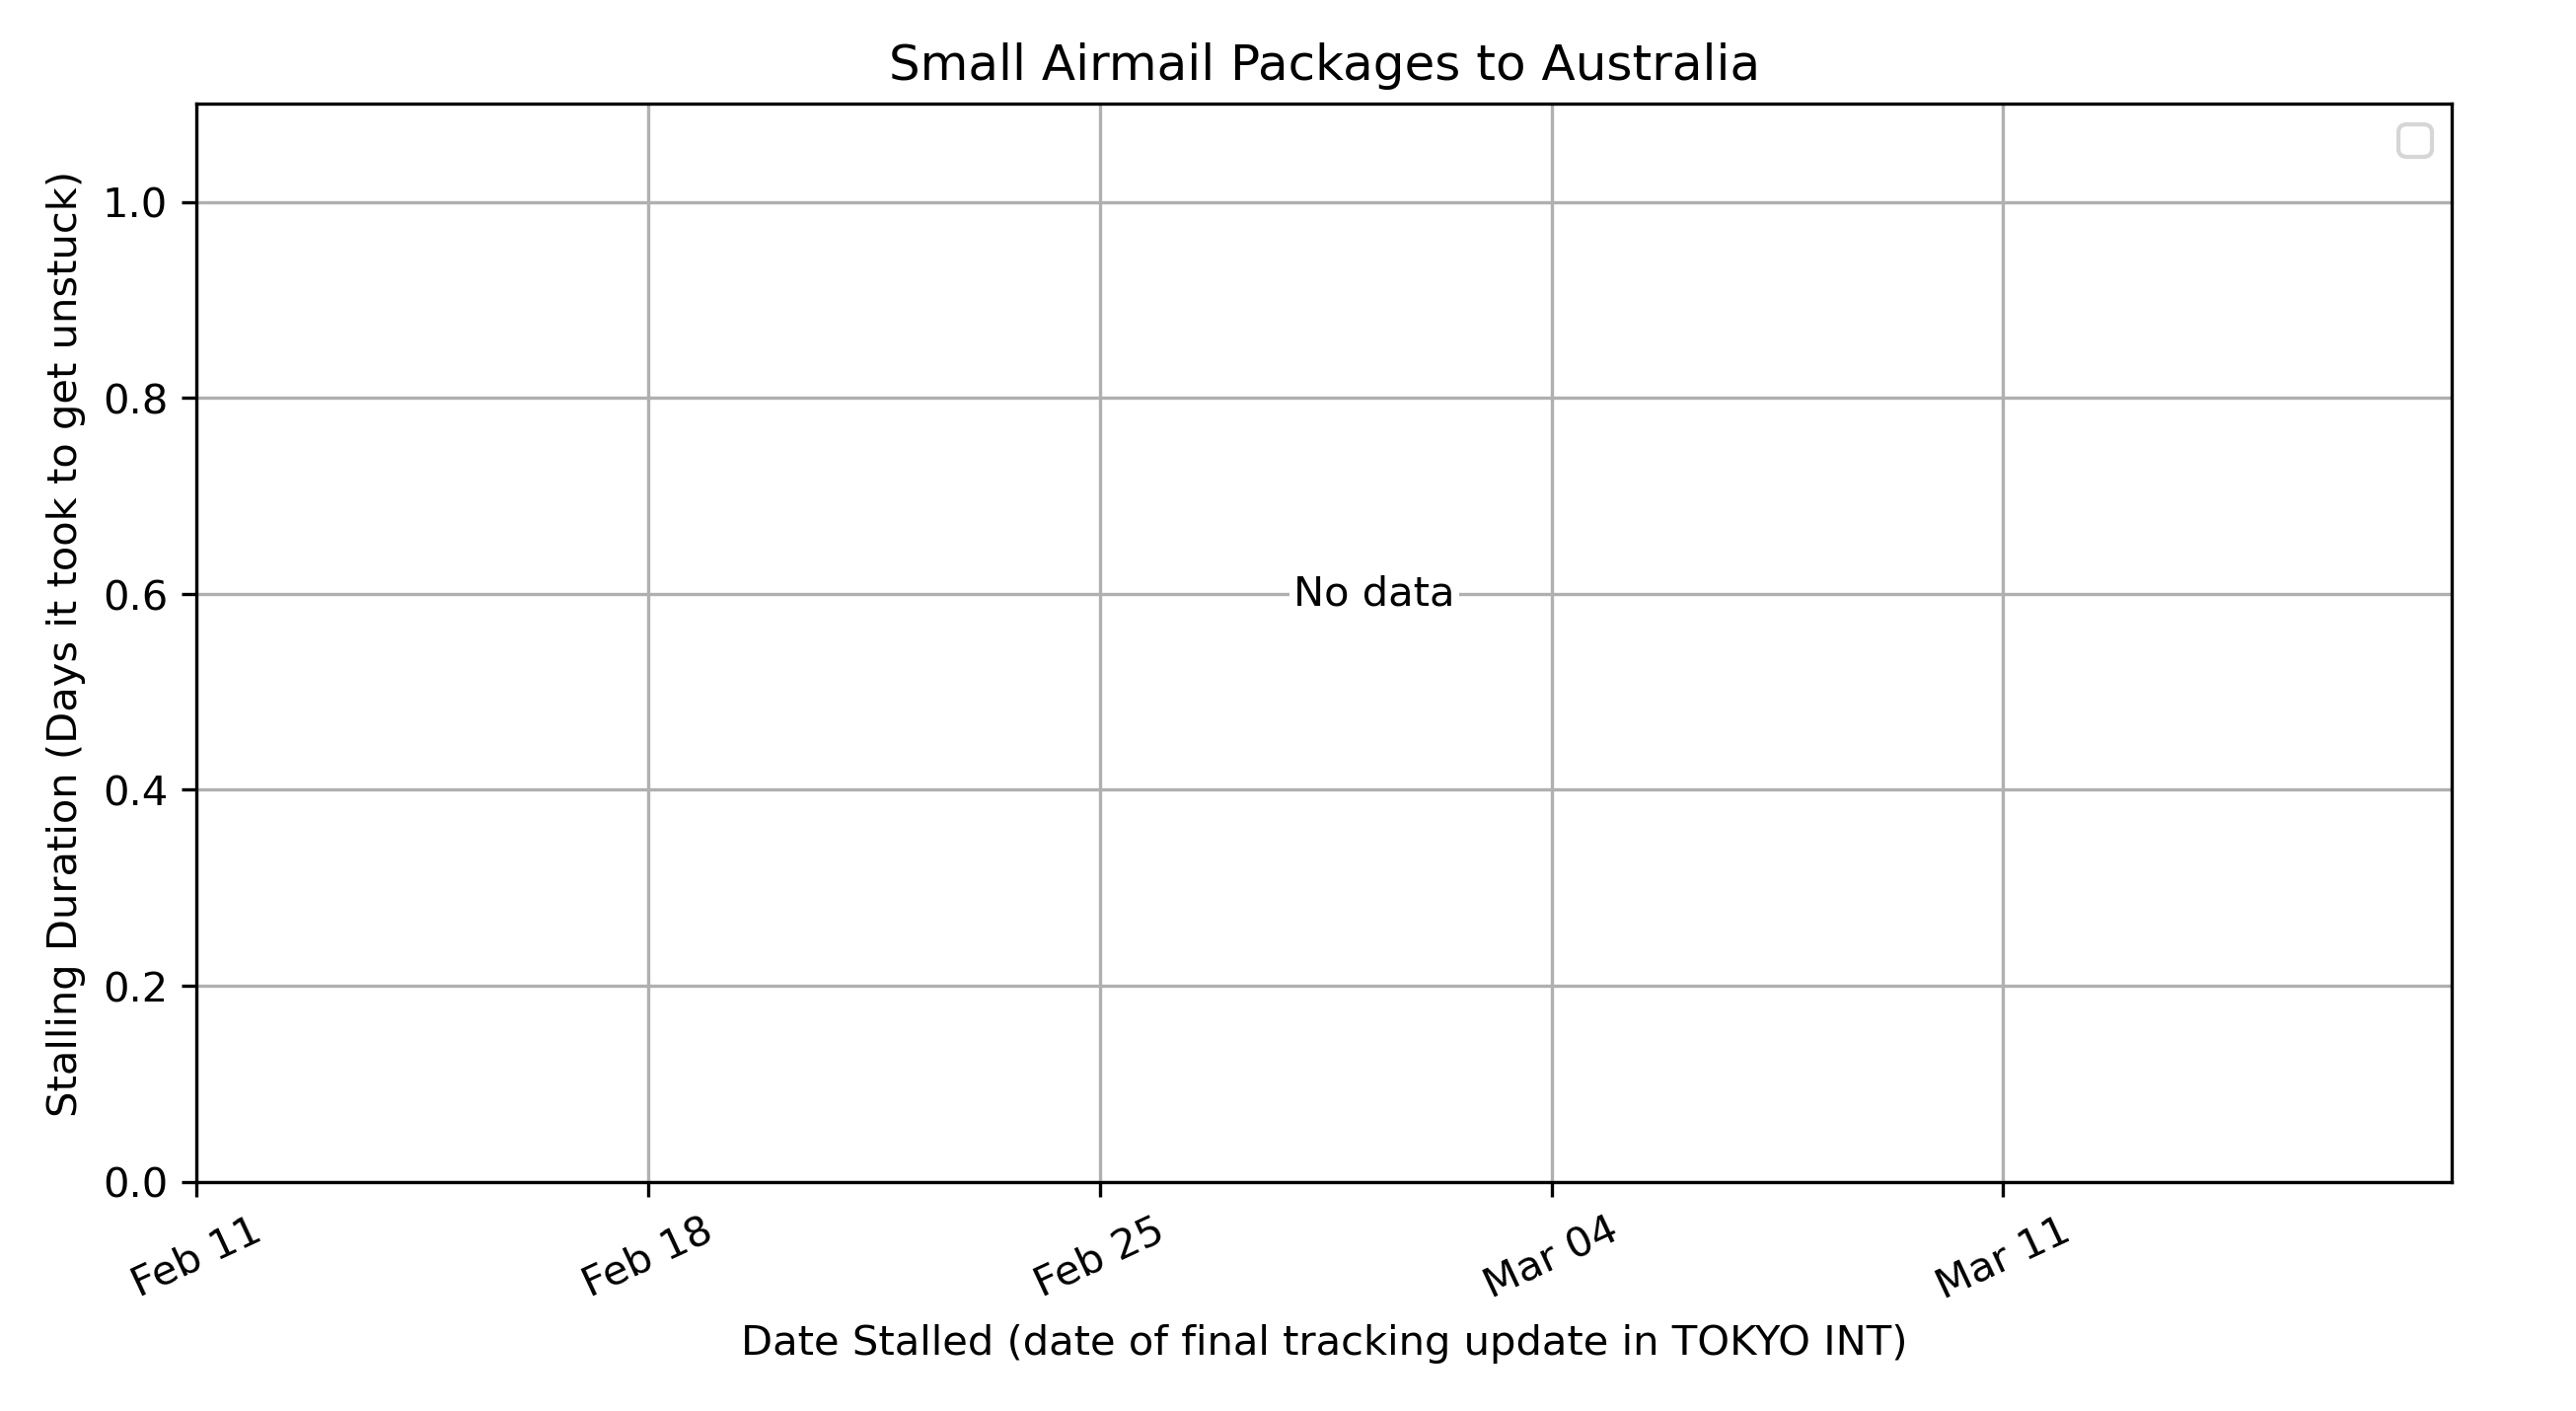 Small Airmail Packages to Australia
Stalling Duration (Days it took to get unstuck)
1.0
0.8
0.6
0.4
0.2
0.0
No data
Feb 11
Feb 18
Feb 25
Mar 04
Mar 11
Date Stalled (date of final tracking update in TOKYO INT)